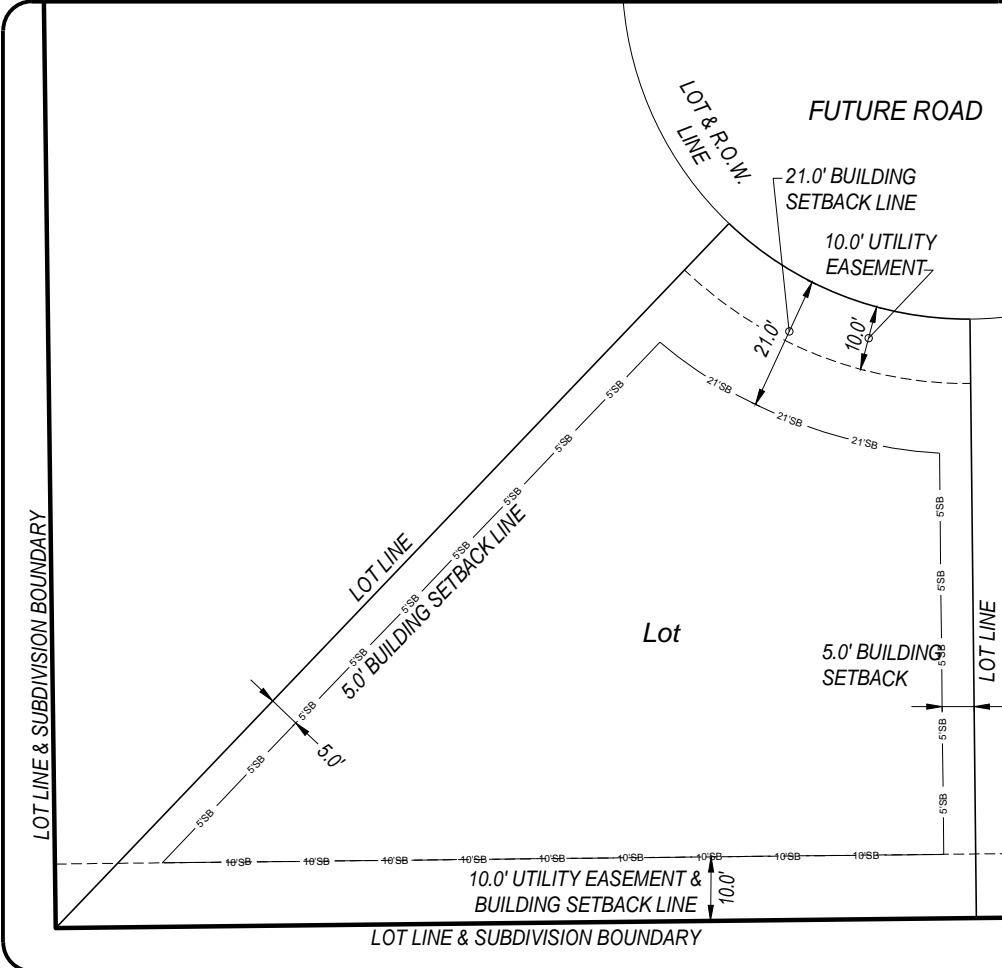 FUTURE ROAD
LOT & R.O.W.
LINE
21.0' BUILDING
SETBACK LINE
10.0' UTILITY
EASEMENT
21.0'
10.0'
21'SB
21'SB
21'SB
5'SB
5'SB
5'SB
5'SB
5'SB
5'SB
5'SB
5'SB
5'SB
LOT LINE
5.0' BUILDING SETBACK LINE
5.0'
LOT LINE & SUBDIVISION BOUNDARY
Lot
5'SB
5'SB
5'SB
5'SB
5'SB
5.0' BUILDING
SETBACK
LOT LINE
10'SB
10'SB
10'SB
10'SB
10'SB
10'SB
10'SB
10'SB
10'SB
10.0' UTILITY EASEMENT &
BUILDING SETBACK LINE
10.0'
LOT LINE & SUBDIVISION BOUNDARY